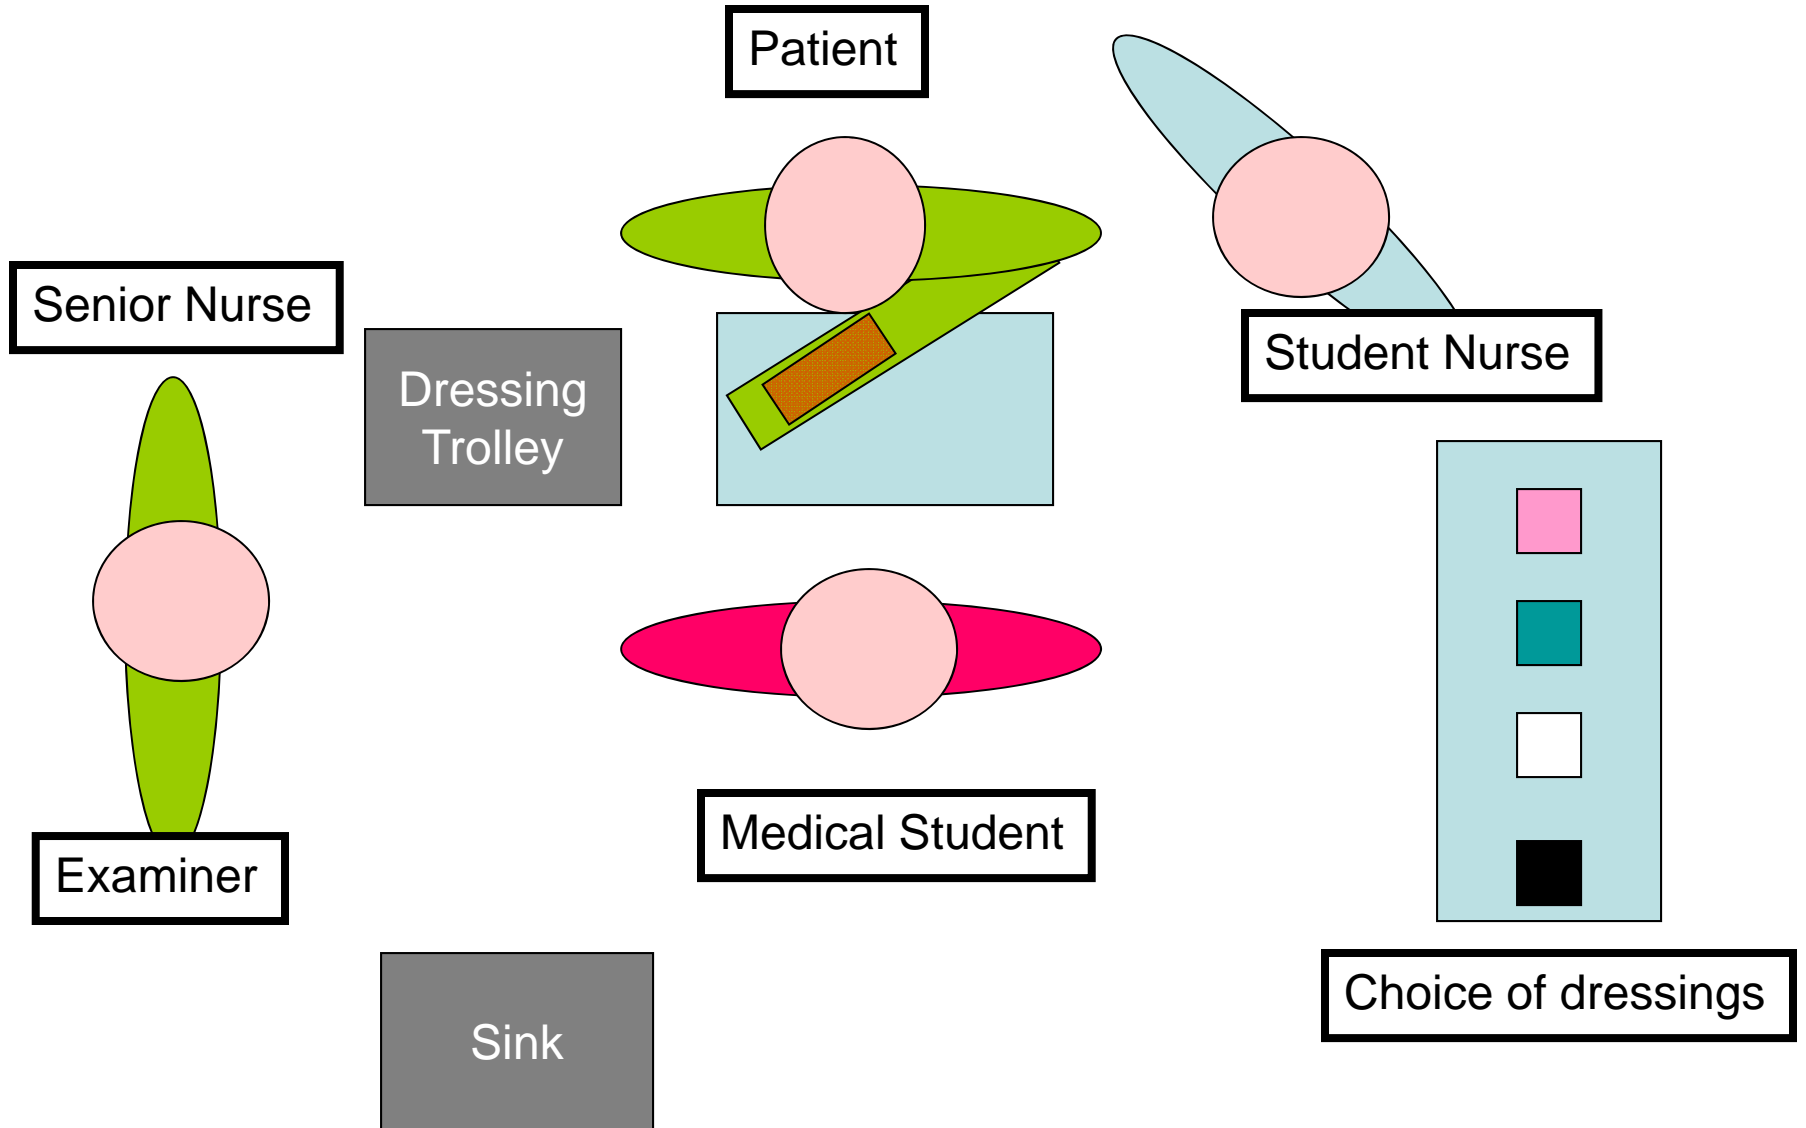 Patient
Senior Nurse
Student Nurse
Dressing
Trolley
Medical Student
Examiner
Choice of dressings
Sink